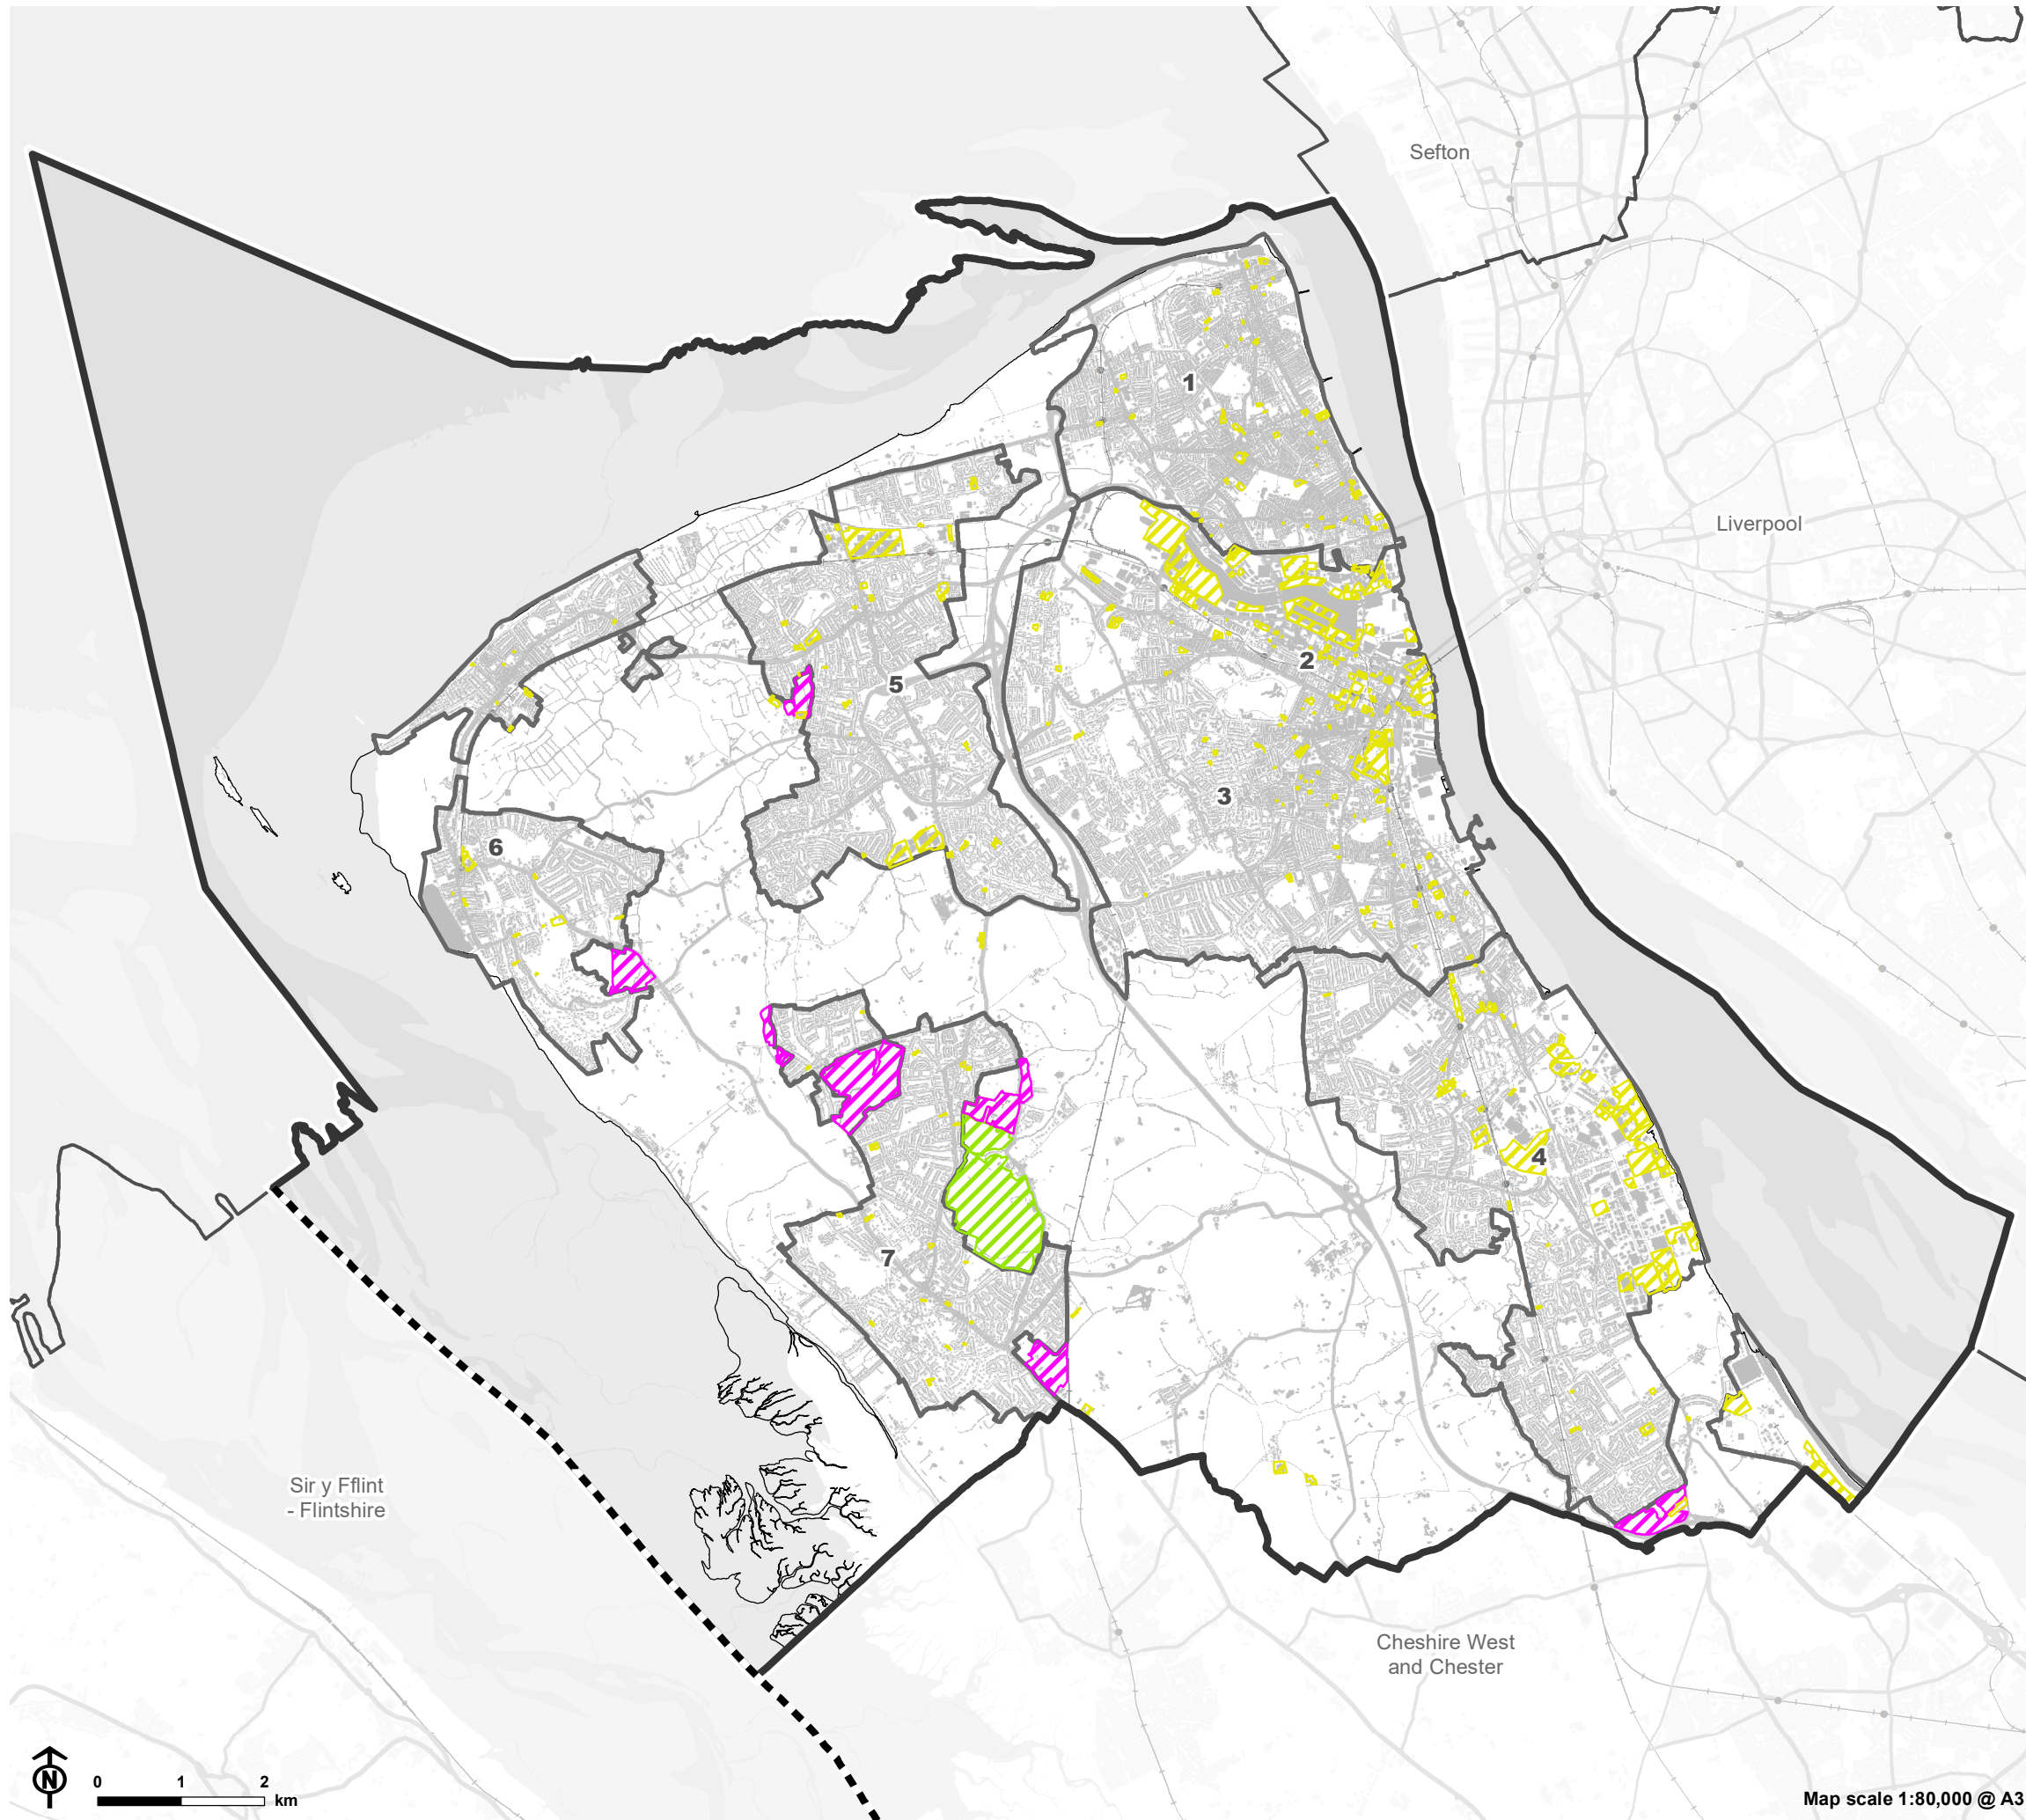 Sefton
1
Liverpool
2
5
3
6
4
7
Sir y Fflint
- Flintshire
Cheshire West
and Chester
N
0 1 2
km
Map scale 1:80,000 @ A3